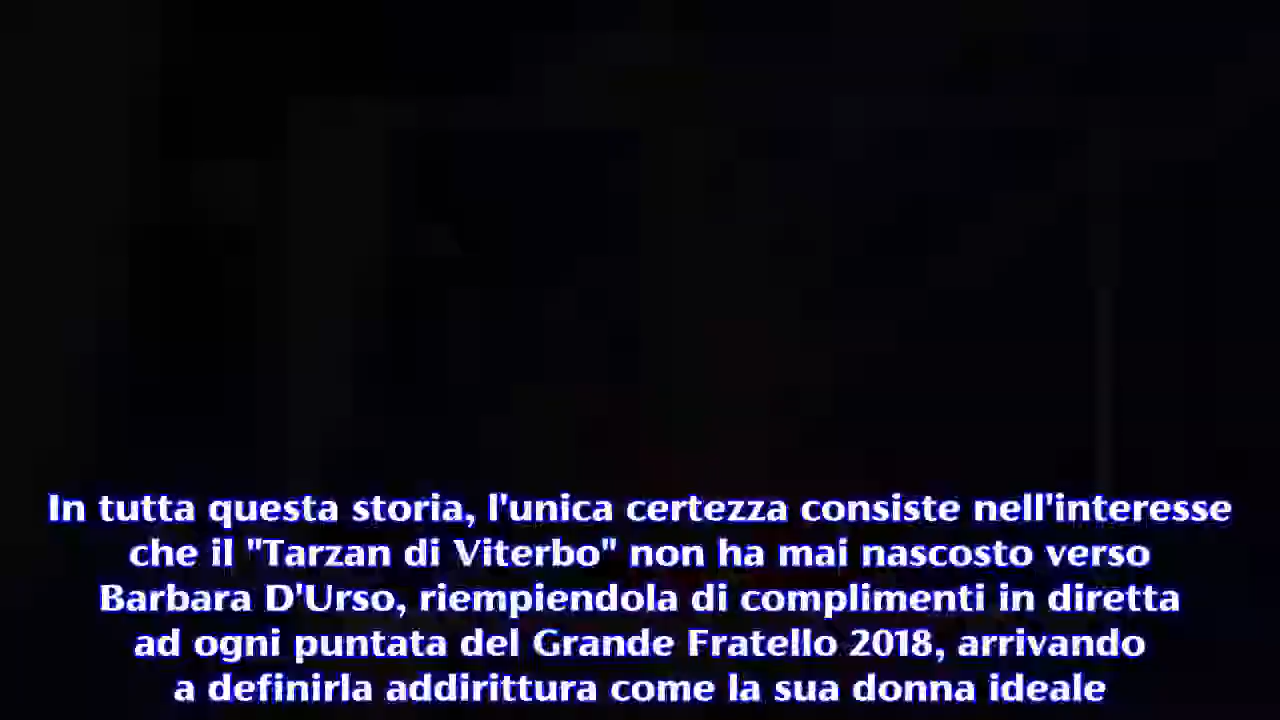 In tutta questa storia, l'unica certezza consiste nell'interesse
che il "Tarzan di Viterbo" non ha mai nascosto verso
Barbara D'Urso, riempiendola di complimenti in diretta
ad ogni puntata del Grande Fratello 2018, arrivando
a definirla addirittura come la sua donna ideale